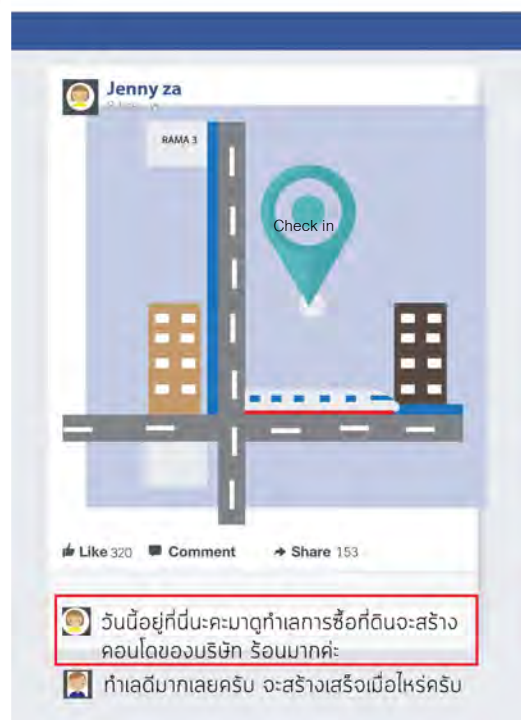 Jenny za
RAMA 3
Check in
Like 320 Comment Share 153
วันนี้อยู่ที่นี่นะคะมาดูทำเลการซื้อที่ดินจะสร้าง
คอนโดของบริษัท ร้อนมากค่ะ
ทำเลดีมากเลยครับ จะสร้างเสร็จเมื่อไหร่ครับ